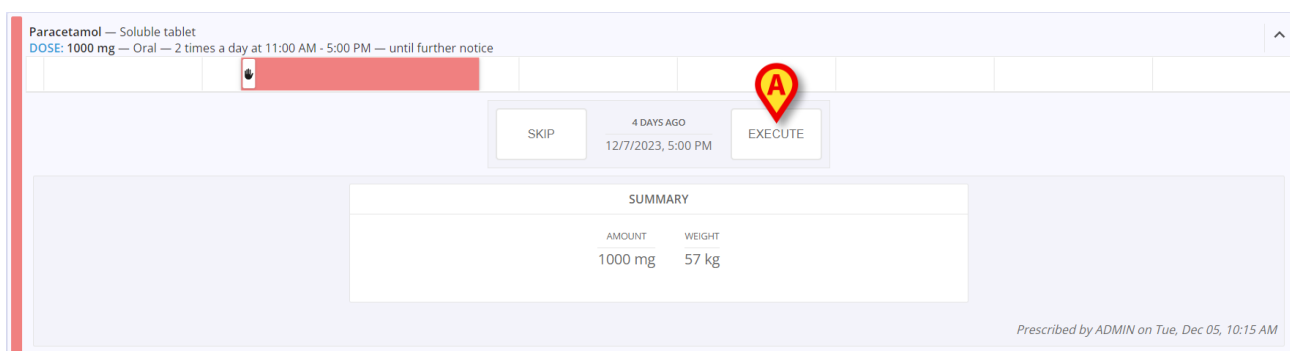 Paracetamol — Soluble tablet
DOSE: 1000 mg — Oral — 2 times a day at 11:00 AM - 5:00 PM — until further notice
A
SKIP
4 DAYS AGO
12/7/2023, 5:00 PM
EXECUTE
SUMMARY
AMOUNT WEIGHT
1000 mg 57 kg
Prescribed by ADMIN on Tue, Dec 05, 10:15 AM